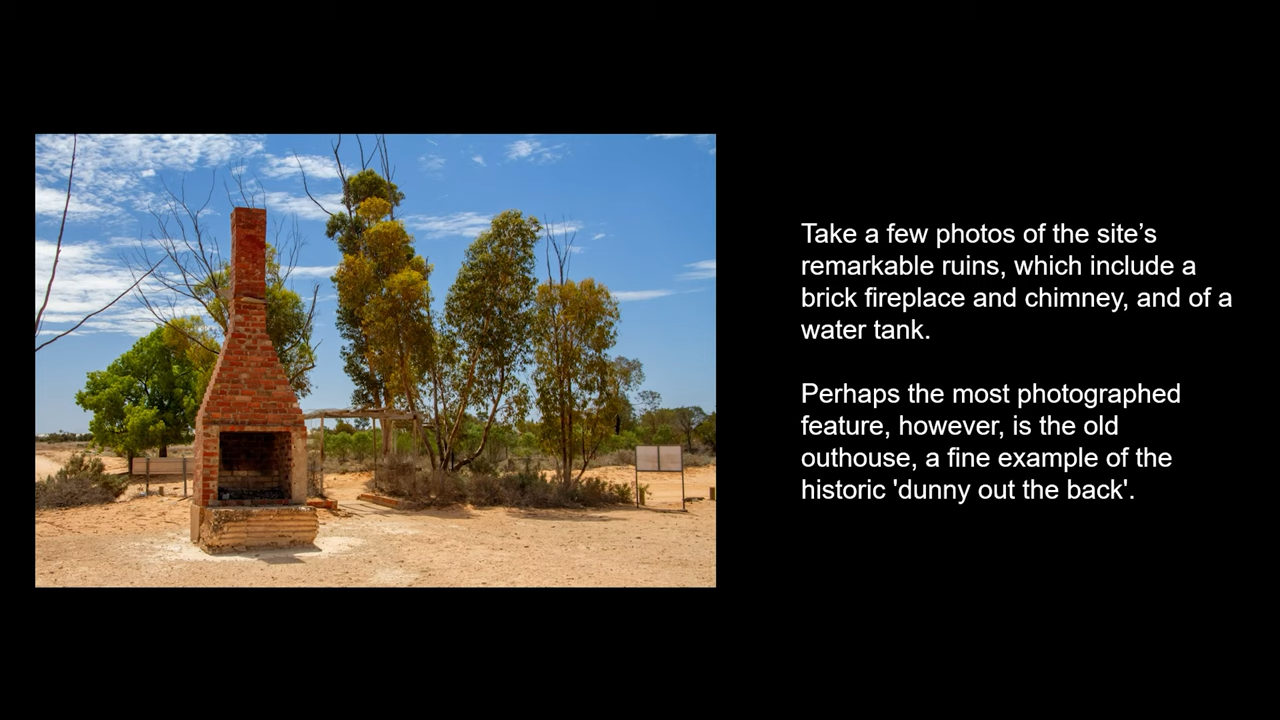 Take a few photos of the site’s
remarkable ruins, which include a
brick fireplace and chimney, and of a
water tank.
Perhaps the most photographed
feature, however, is the old
outhouse, a fine example of the
historic 'dunny out the back'.